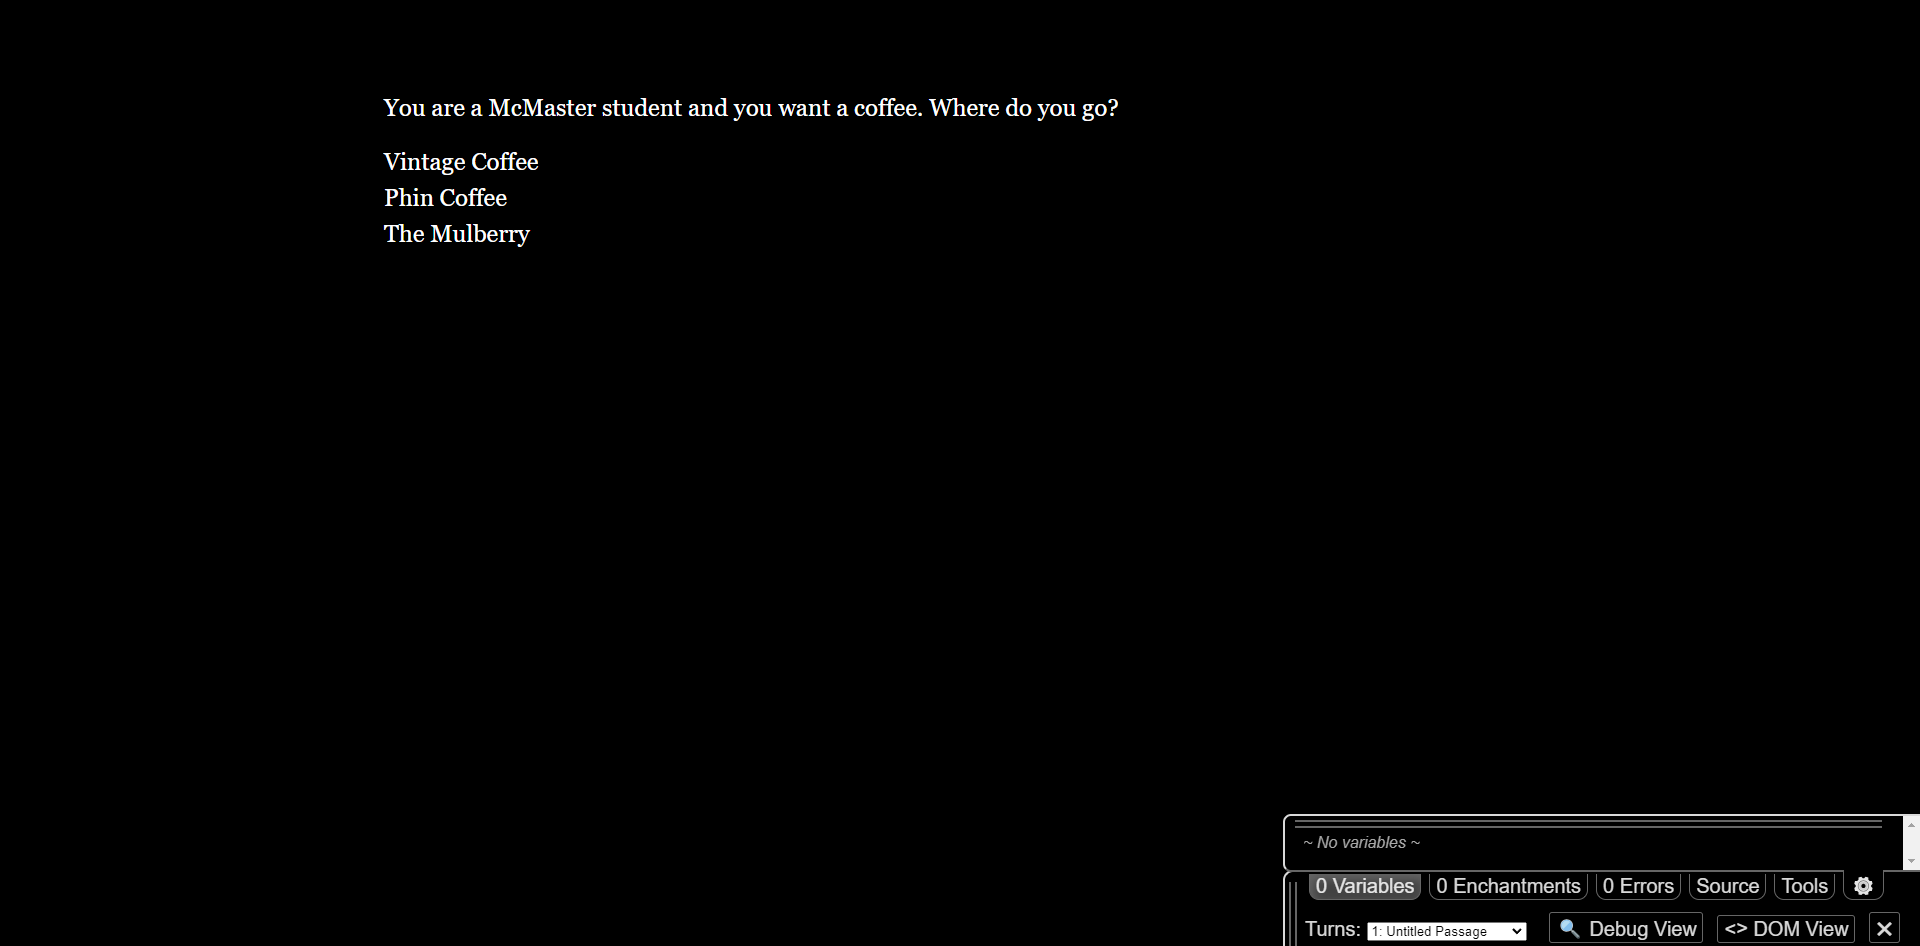 You are a McMaster student and you want a coffee. Where do you go?
Vintage Coffee
Phin Coffee
The Mulberry
~ No variables ~
0 Variables 0 Enchantments 0 Errors Source Tools
Turns: 1: Untitled Passage 🔍 Debug View <> DOM View ✕